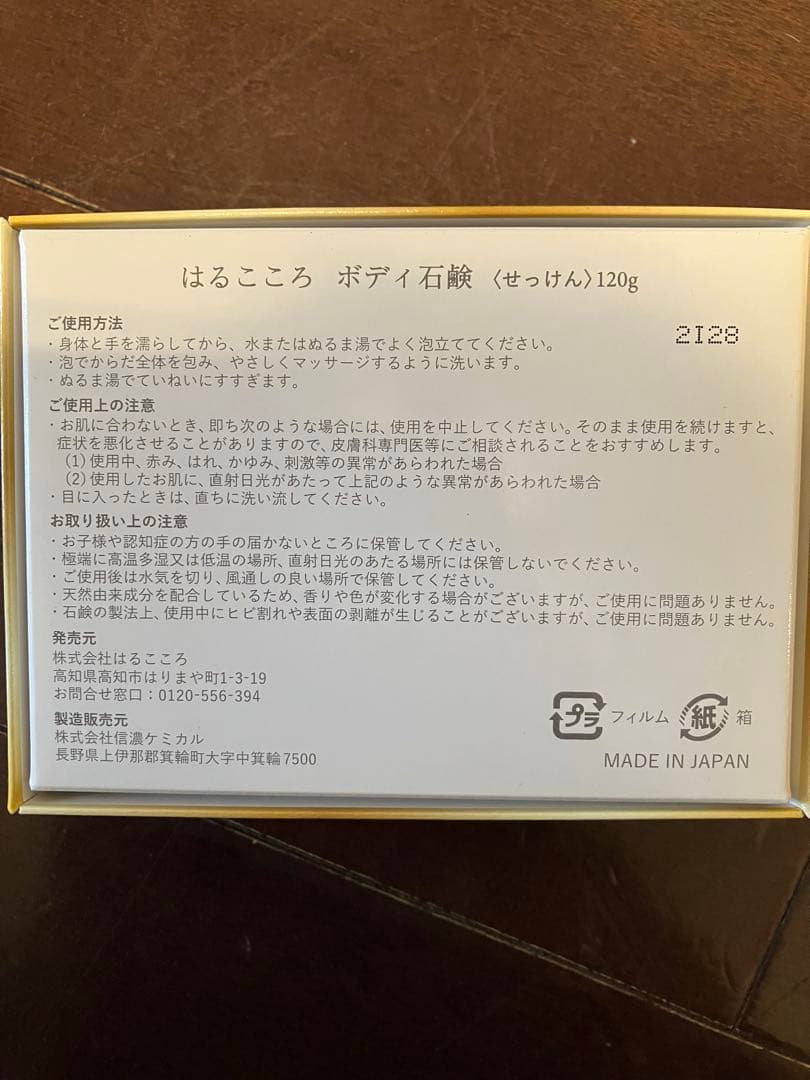 はるこころ ボディ石鹸 〈せっけん〉120g
2I28
ご使用方法
・身体と手を濡らしてから、水またはぬるま湯でよく泡立ててください。
・泡でからだ全体を包み、やさしくマッサージするように洗います。
・ぬるま湯でていねいにすすぎます。
ご使用上の注意
・お肌に合わないとき、即ち次のような場合には、使用を中止してください。そのまま使用を続けますと、
症状を悪化させることがありますので、皮膚科専門医等にご相談されることをおすすめします。
(1)使用中、赤み、はれ、かゆみ、刺激等の異常があらわれた場合
(2)使用したお肌に、直射日光があたって上記のような異常があらわれた場合
・目に入ったときは、直ちに洗い流してください。
お取り扱い上の注意
・お子様や認知症の方の手の届かないところに保管してください。
・極端に高温多湿又は低温の場所、直射日光のあたる場所には保管しないでください。
・ご使用後は水気を切り、風通しの良い場所で保管してください。
・天然由来成分を配合しているため、香りや色が変化する場合がございますが、ご使用に問題ありません。
・石鹸の製法上、使用中にヒビ割れや表面の剥離が生じることがございますが、ご使用に問題ありません。
発売元
株式会社はるこころ
高知県高知市はりまや町1-3-19
お問合せ窓口：0120-556-394
製造販売元
株式会社信濃ケミカル
長野県上伊那郡箕輪町大字中箕輪7500
プラ フィルム 紙 箱
MADE IN JAPAN